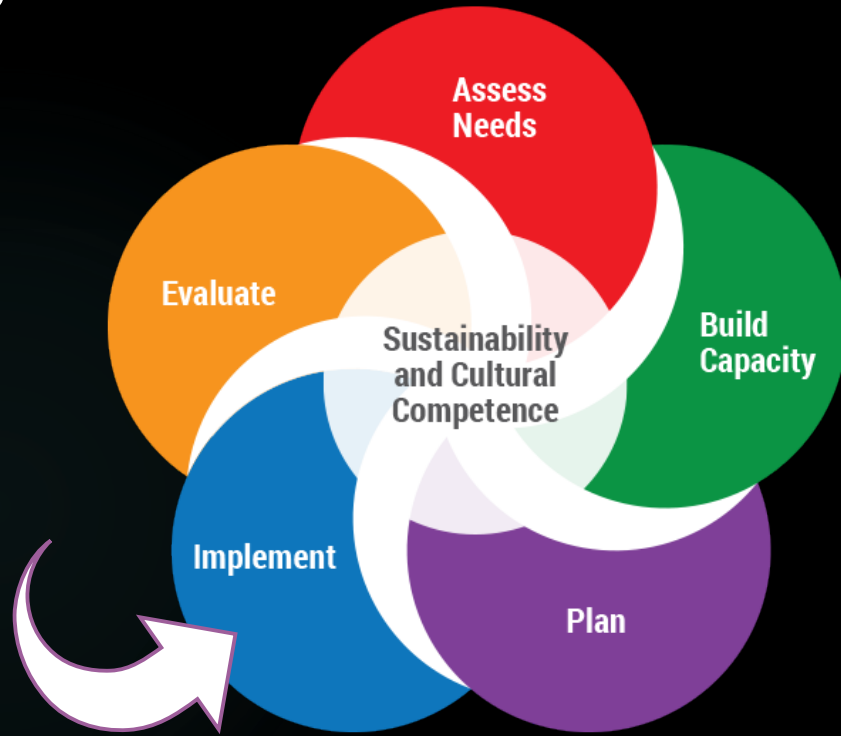 Assess
Needs
Build
Capacity
Plan
Implement
Evaluate
Sustainability
and Cultural
Competence